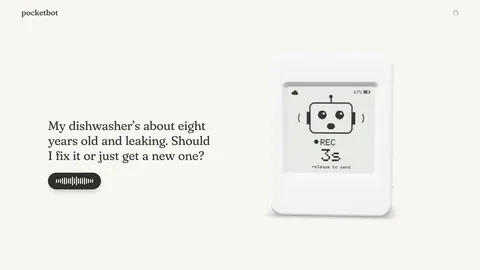 pocketbot
My dishwasher’s about eight
years old and leaking. Should
I fix it or just get a new one?
67%
REC
3s
release to send